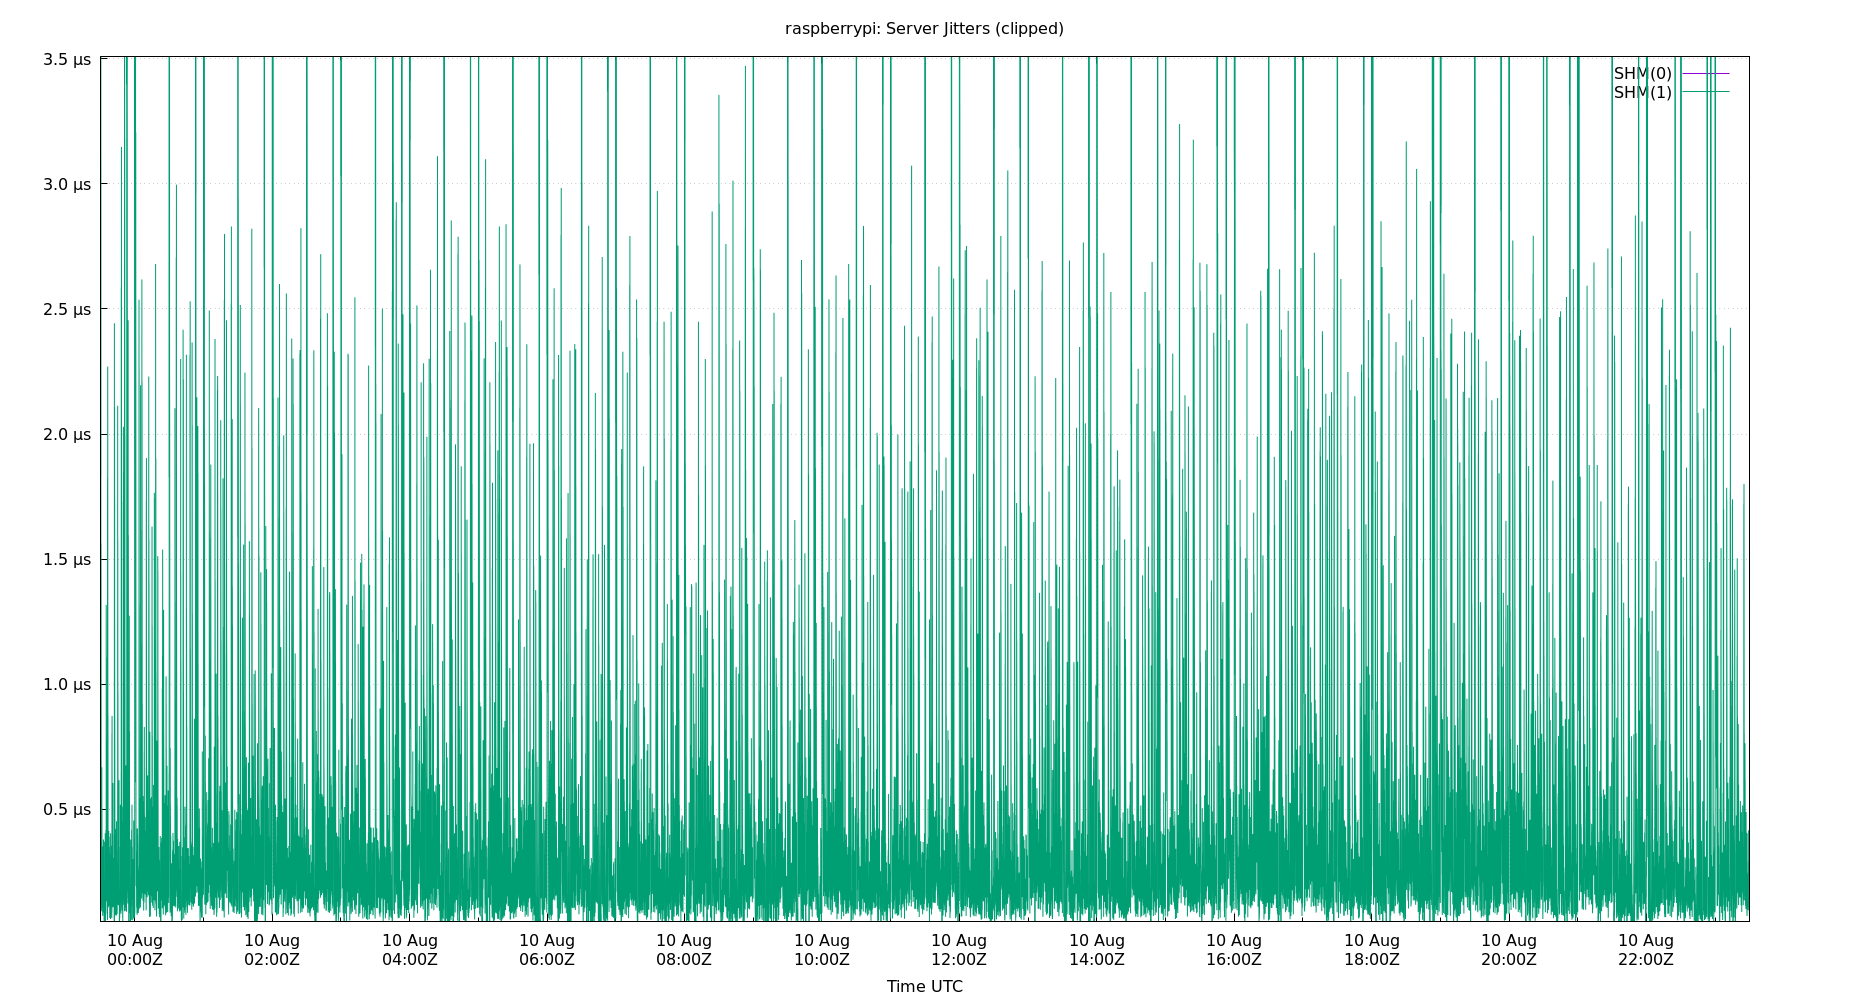 raspberrypi: Server Jitters (clipped)
3.5 μs
3.0 μs
2.5 μs
2.0 μs
1.5 μs
1.0 μs
0.5 μs
SHM(0)
SHM(1)
10 Aug 10 Aug 10 Aug 10 Aug 10 Aug 10 Aug 10 Aug 10 Aug 10 Aug 10 Aug 10 Aug 10 Aug
00:00Z 02:00Z 04:00Z 06:00Z 08:00Z 10:00Z 12:00Z 14:00Z 16:00Z 18:00Z 20:00Z 22:00Z
Time UTC